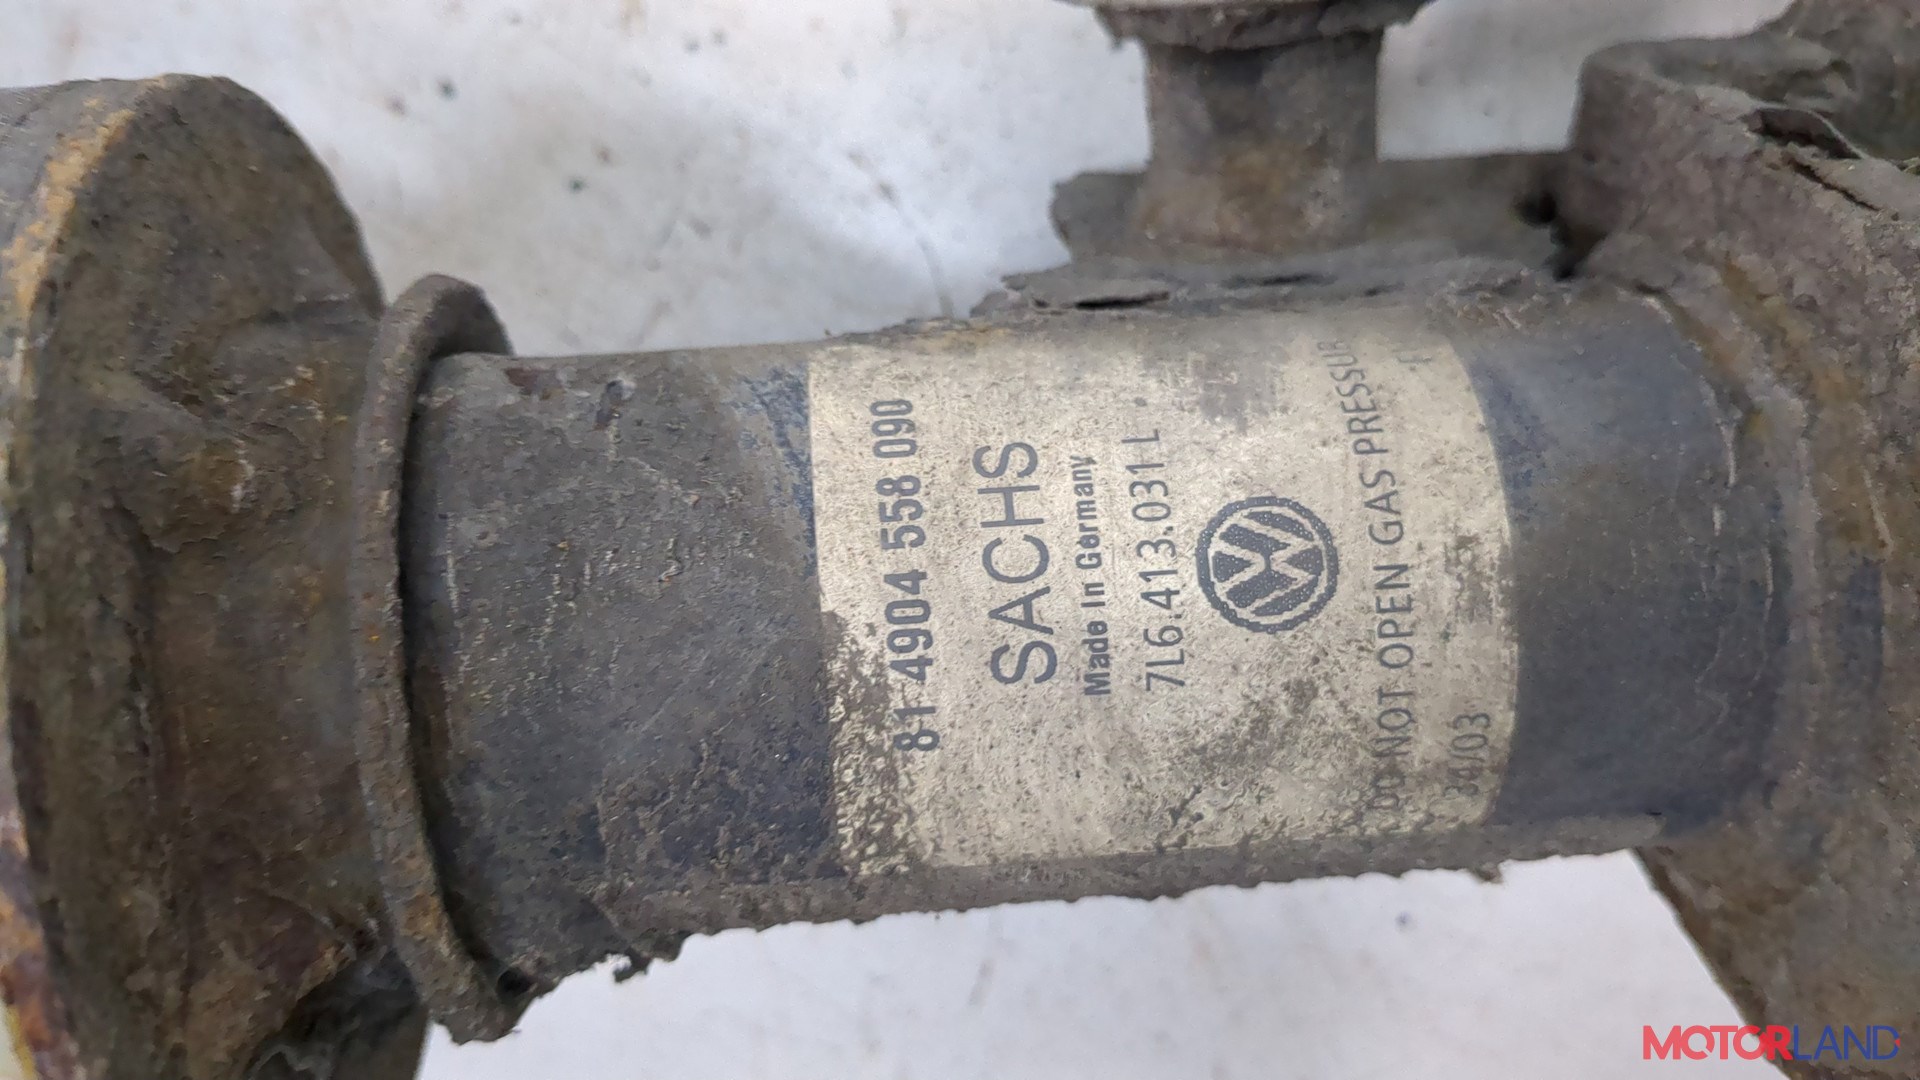 81 4904 558 090
SACHS
Made In Germany
7L6.413.031 L
DO NOT OPEN GAS PRESSUR
34/03 F
MOTORLAND